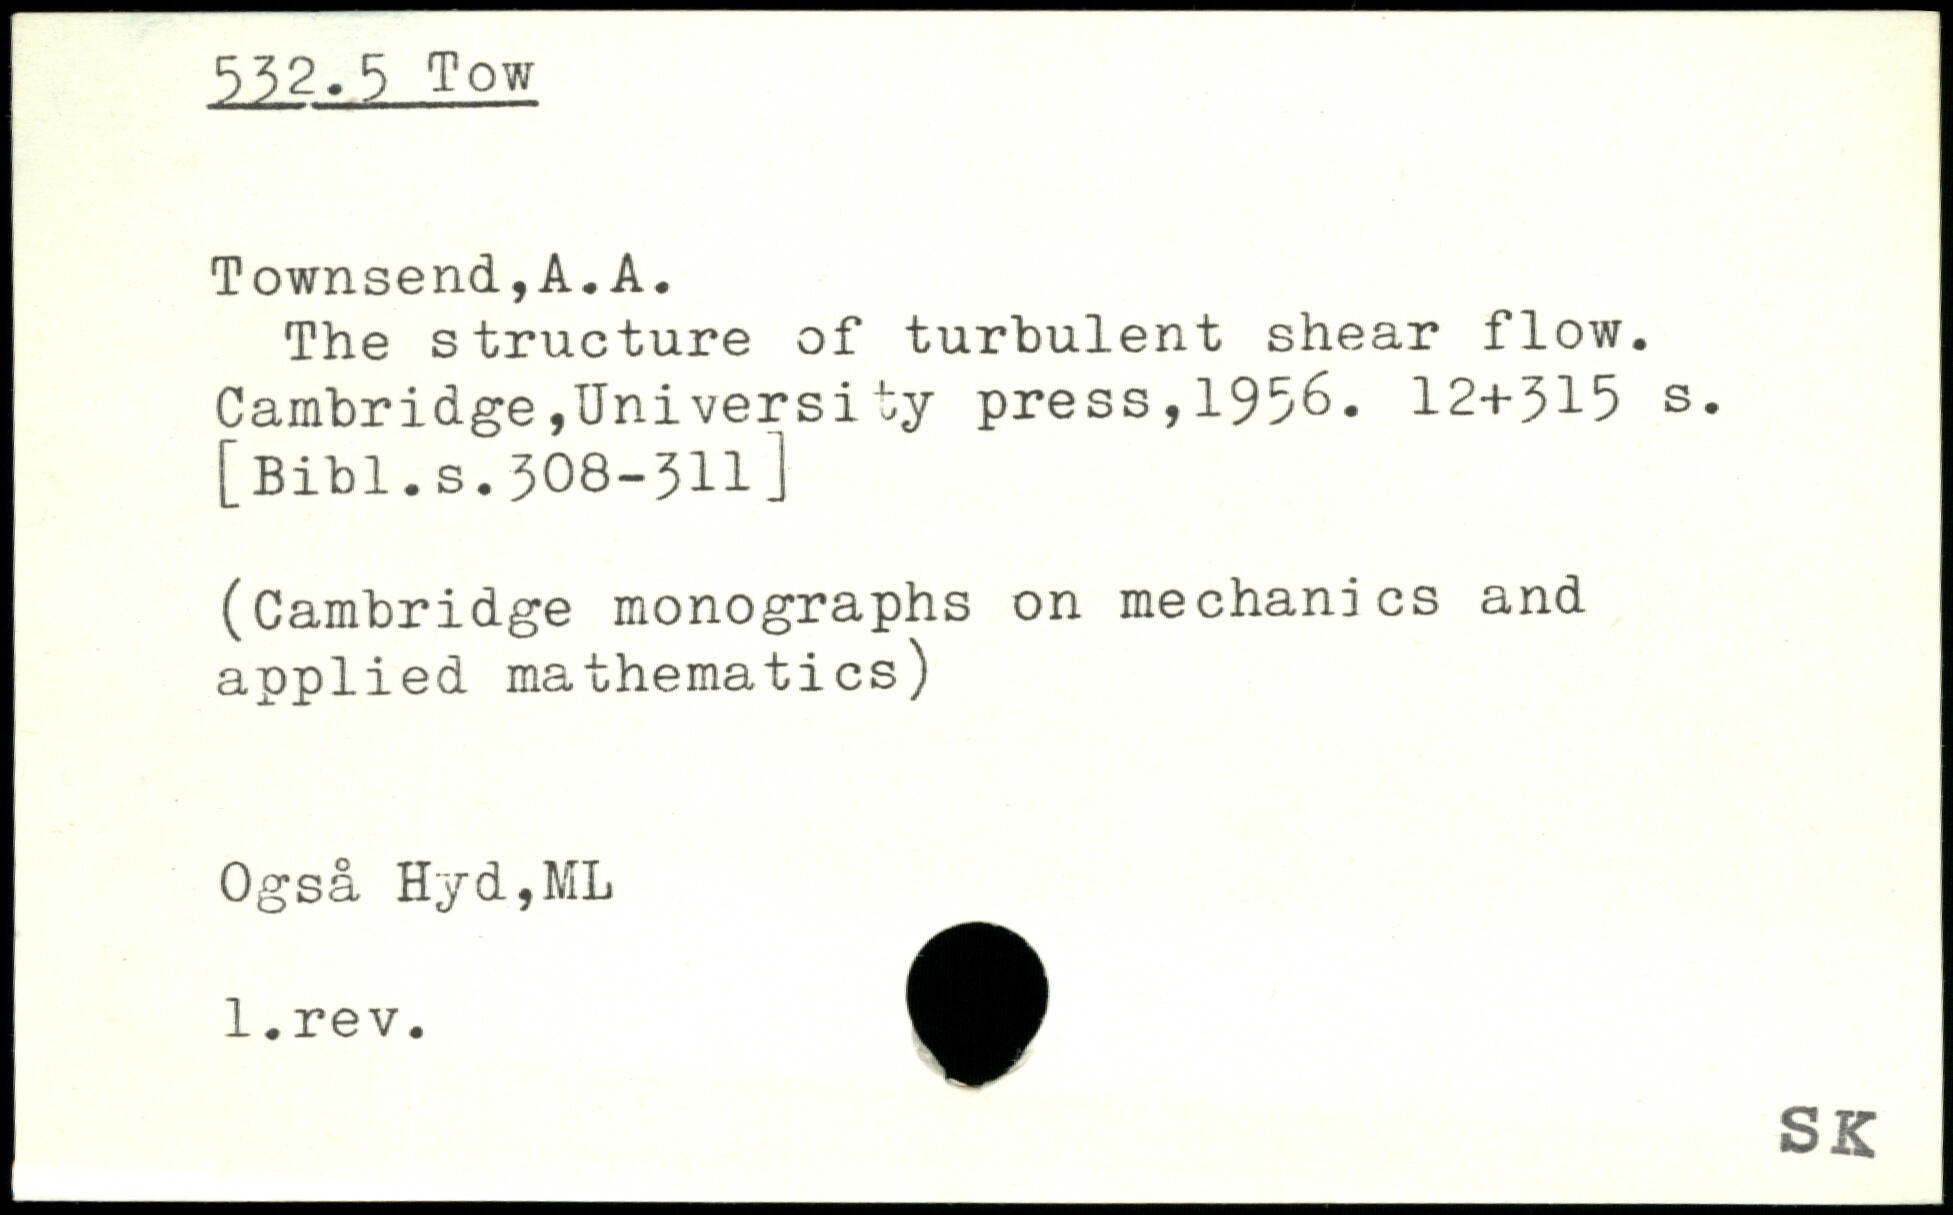 532.5 Tow
Townsend,A.A.
The structure of turbulent shear flow.
Cambridge,University press,1956. 12+315 s.
[Bibl.s.308-311]
(Cambridge monographs on mechanics and
applied mathematics)
Også Hyd,ML
1.rev.
SK